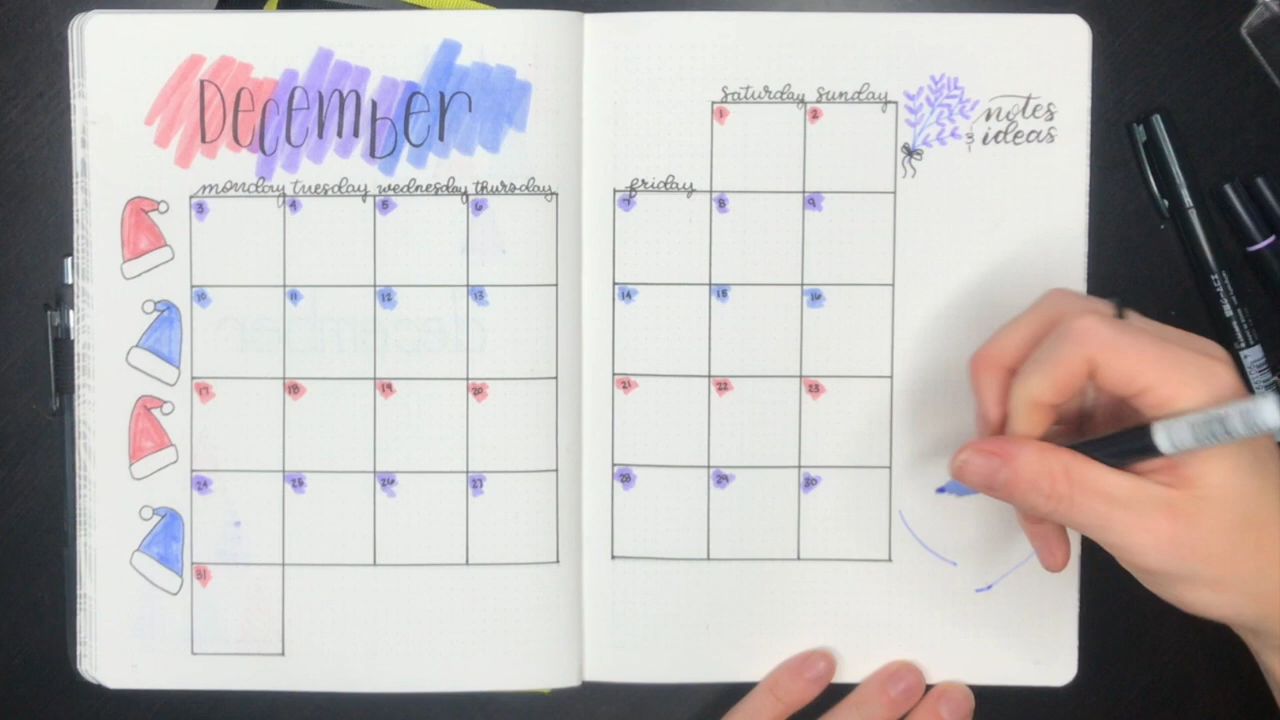 December
monday tuesday wednesday thursday
3 4 5 6
10 11 12 13
17 18 19 20
24 25 26 27
31
saturday sunday
1 2
friday
7 8 9
14 15 16
21 22 23
28 29 30
notes
& ideas